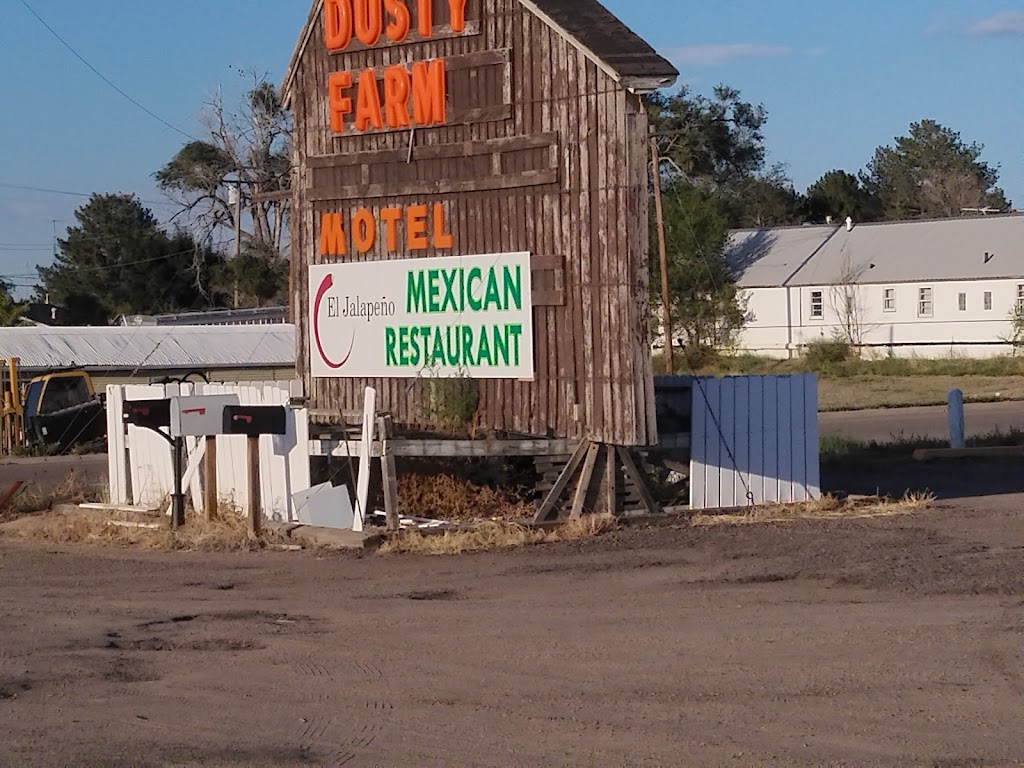 DUSTY
FARM
MOTEL
El Jalapeño
MEXICAN
RESTAURANT